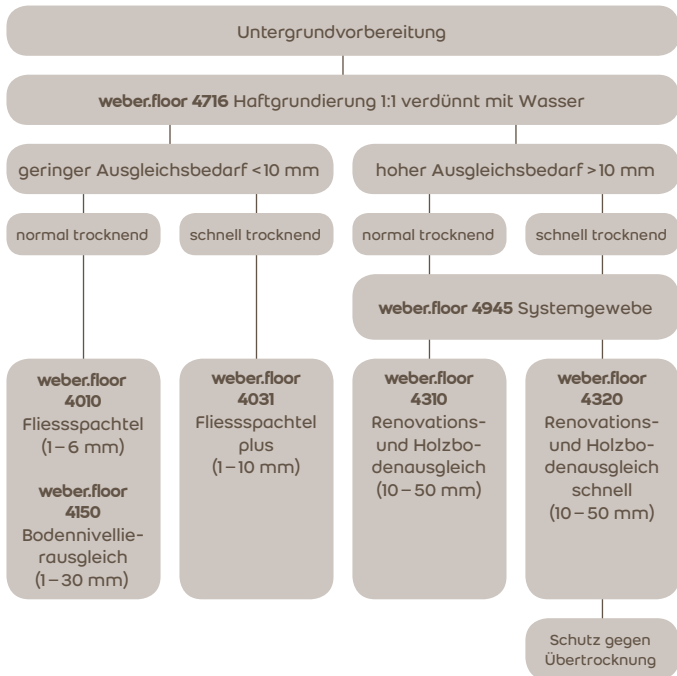 Untergrundvorbereitung
weber.floor 4716 Haftgrundierung 1:1 verdünnt mit Wasser
geringer Ausgleichsbedarf <10 mm
hoher Ausgleichsbedarf >10 mm
normal trocknend
schnell trocknend
normal trocknend
schnell trocknend
weber.floor 4945 Systemgewebe
weber.floor
4010
Fliessspachtel
(1–6 mm)
weber.floor
4150
Bodennivellie-
rausgleich
(1–30 mm)
weber.floor
4031
Fliessspachtel
plus
(1–10 mm)
weber.floor
4310
Renovations-
und Holzbo-
denausgleich
(10–50 mm)
weber.floor
4320
Renovations-
und Holzbo-
denausgleich
schnell
(10–50 mm)
Schutz gegen
Übertrocknung